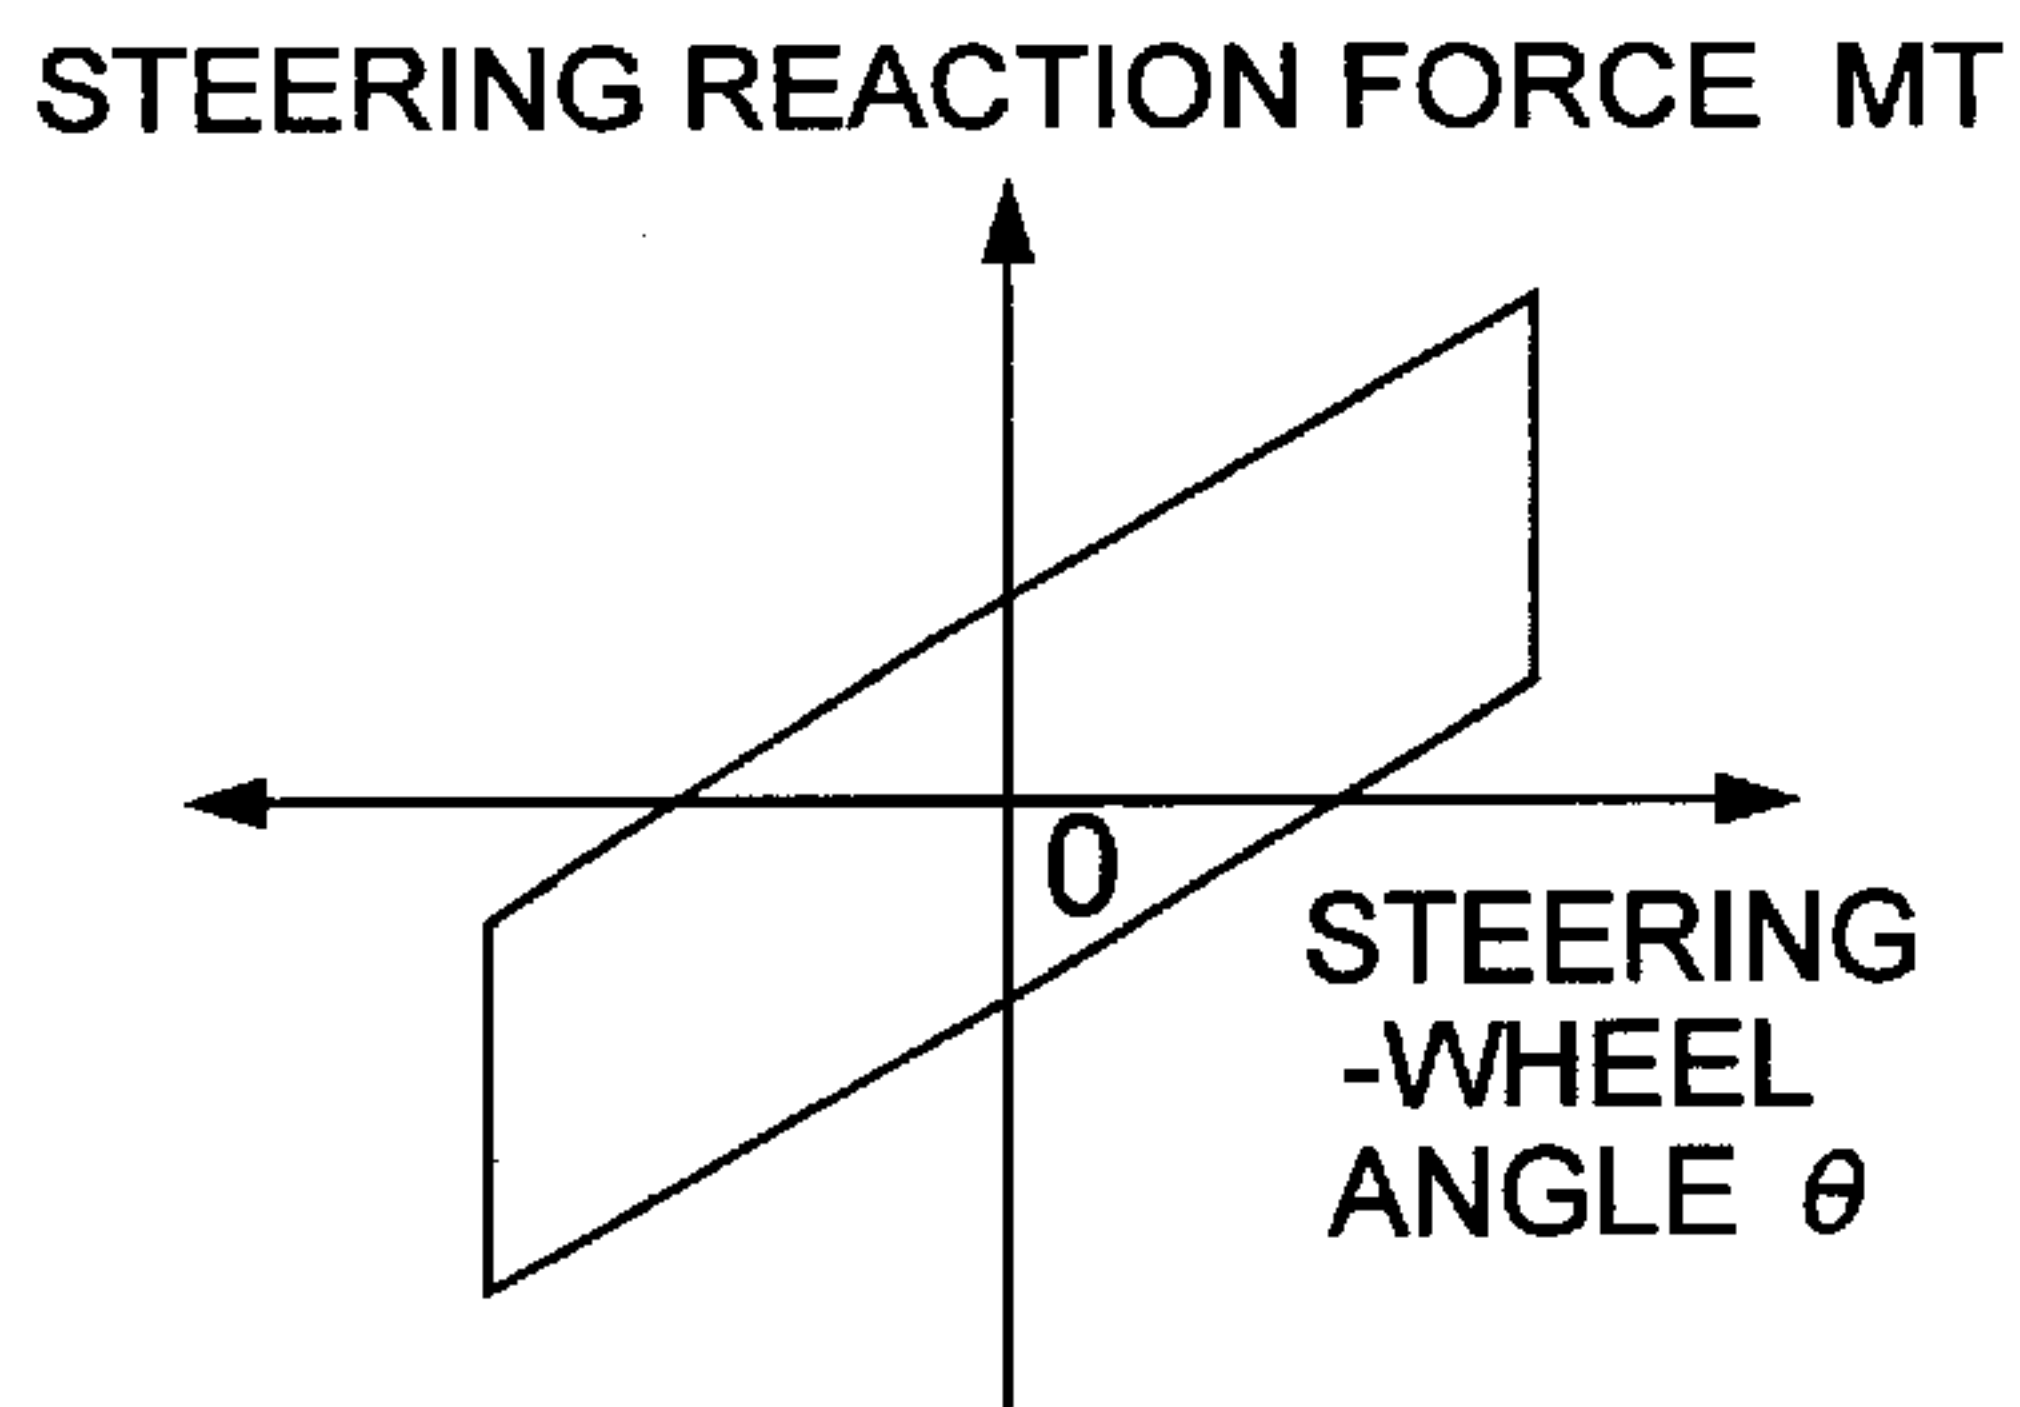 STEERING REACTION FORCE MT
0
STEERING
-WHEEL
ANGLE θ